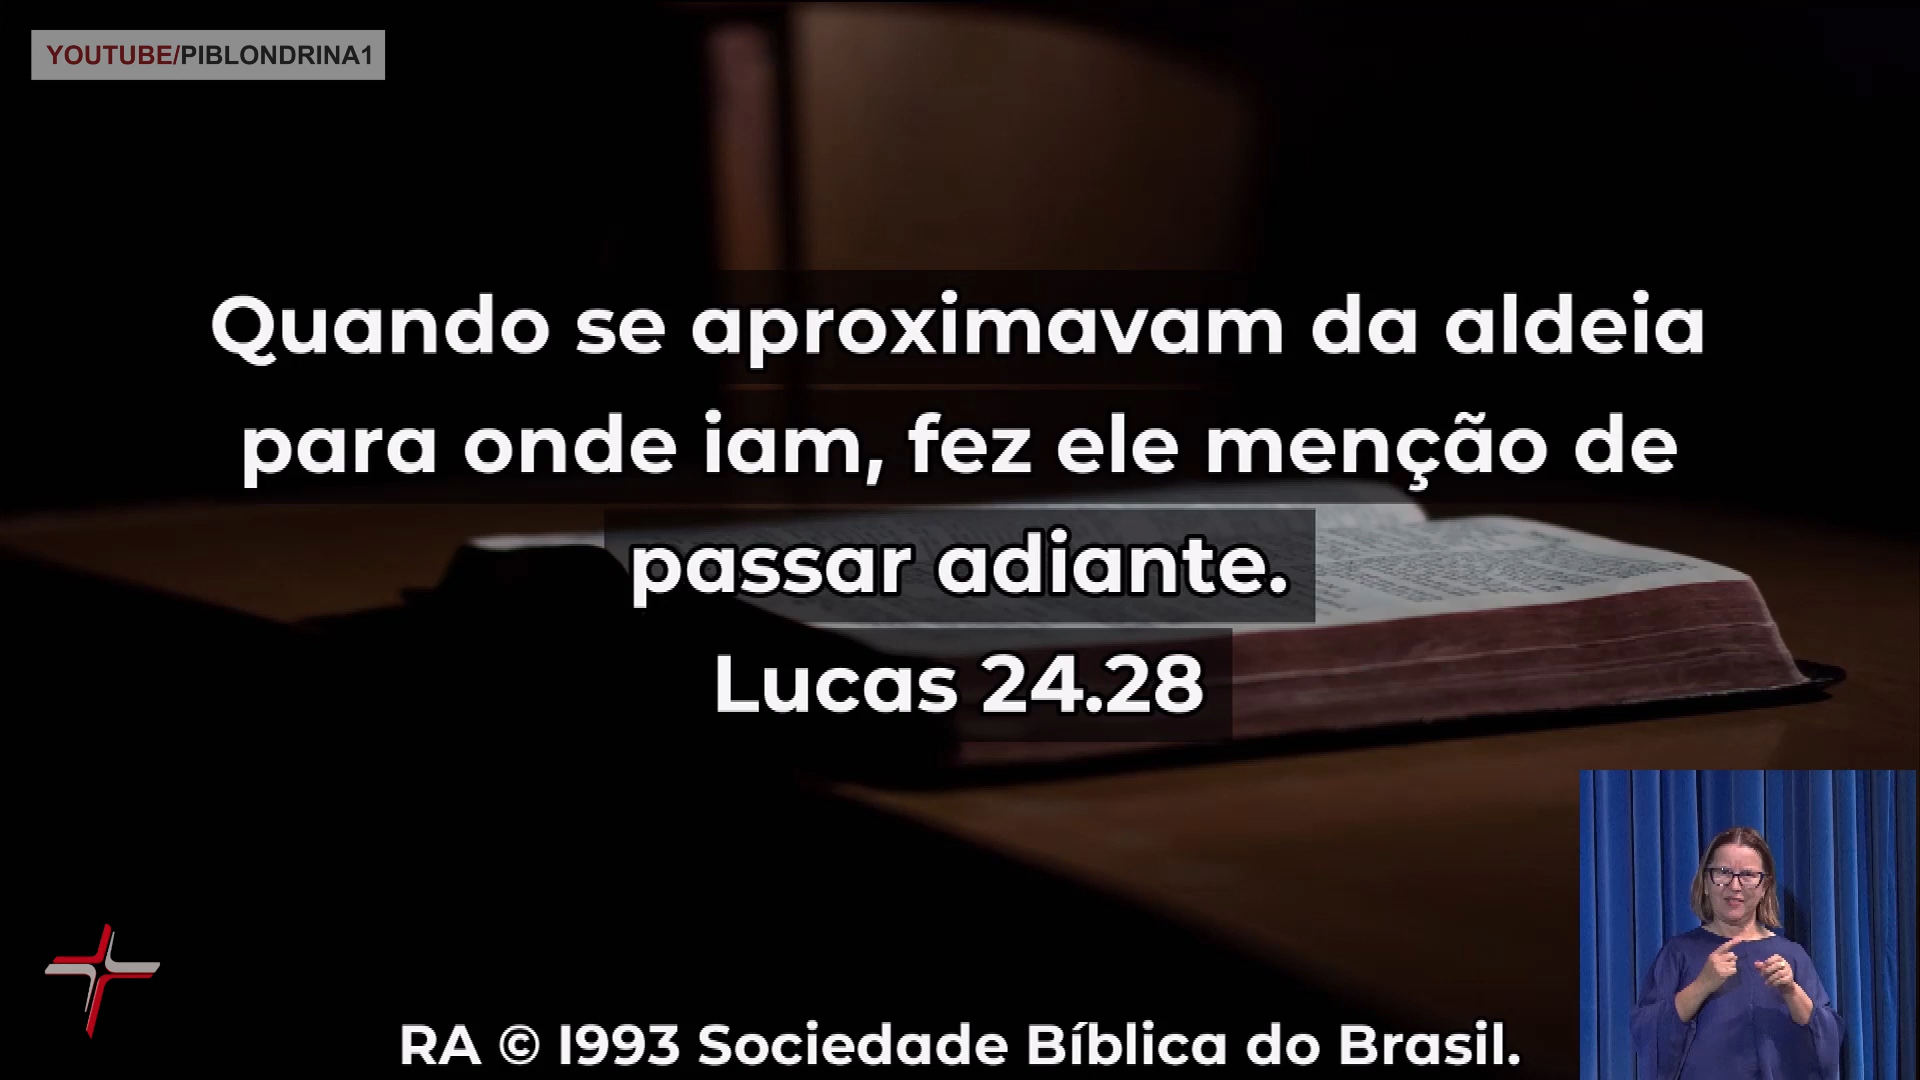 YOUTUBE/PIBLONDRINA1
Quando se aproximavam da aldeia
para onde iam, fez ele menção de
passar adiante.
Lucas 24.28
RA © 1993 Sociedade Bíblica do Brasil.